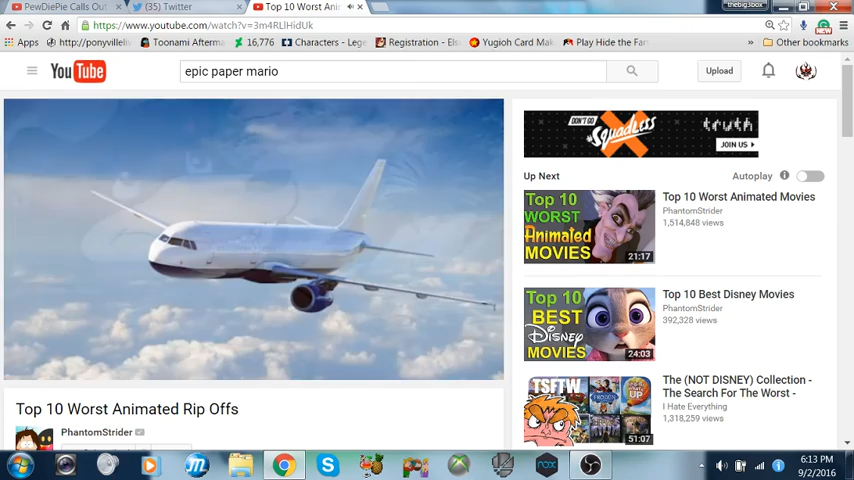 PewDiePie Calls Out
(35) Twitter
Top 10 Worst Ani
thebig3box
https://www.youtube.com/watch?v=3m4RLlHidUk
Apps
http://ponyvillelive
Toonami Afterma
16,776
Characters - Lege
Registration - Els
Yugioh Card Mak
Play Hide the Fart
»
Other bookmarks
YouTube
epic paper mario
Upload
DON'T GO
#SQUADLESS
truth
JOIN US
Up Next
Autoplay
Top 10 WORST Animated MOVIES
21:17
Top 10 Worst Animated Movies
PhantomStrider
1,514,848 views
Top 10 BEST Disney MOVIES
24:03
Top 10 Best Disney Movies
PhantomStrider
392,328 views
TSFTW
51:07
The (NOT DISNEY) Collection -
The Search For The Worst -
I Hate Everything
1,318,259 views
Top 10 Worst Animated Rip Offs
PhantomStrider
nox
6:13 PM
9/2/2016